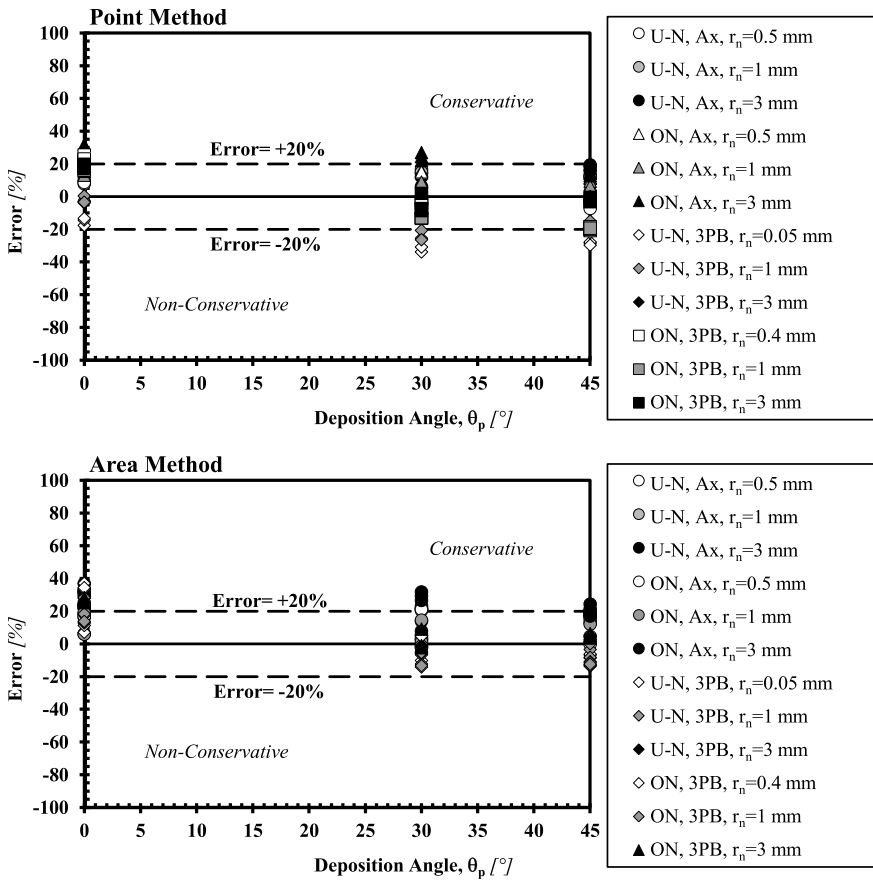 Point Method
100
80
60
40
20
0
-20
-40
-60
-80
-100
Error [%]
Conservative
Error= +20%
Error= -20%
Non-Conservative
0 5 10 15 20 25 30 35 40 45
Deposition Angle, θp [°]
U-N, Ax, rn=0.5 mm
U-N, Ax, rn=1 mm
U-N, Ax, rn=3 mm
ON, Ax, rn=0.5 mm
ON, Ax, rn=1 mm
ON, Ax, rn=3 mm
U-N, 3PB, rn=0.05 mm
U-N, 3PB, rn=1 mm
U-N, 3PB, rn=3 mm
ON, 3PB, rn=0.4 mm
ON, 3PB, rn=1 mm
ON, 3PB, rn=3 mm
Area Method
100
80
60
40
20
0
-20
-40
-60
-80
-100
Error [%]
Conservative
Error= +20%
Error= -20%
Non-Conservative
0 5 10 15 20 25 30 35 40 45
Deposition Angle, θp [°]
U-N, Ax, rn=0.5 mm
U-N, Ax, rn=1 mm
U-N, Ax, rn=3 mm
ON, Ax, rn=0.5 mm
ON, Ax, rn=1 mm
ON, Ax, rn=3 mm
U-N, 3PB, rn=0.05 mm
U-N, 3PB, rn=1 mm
U-N, 3PB, rn=3 mm
ON, 3PB, rn=0.4 mm
ON, 3PB, rn=1 mm
ON, 3PB, rn=3 mm